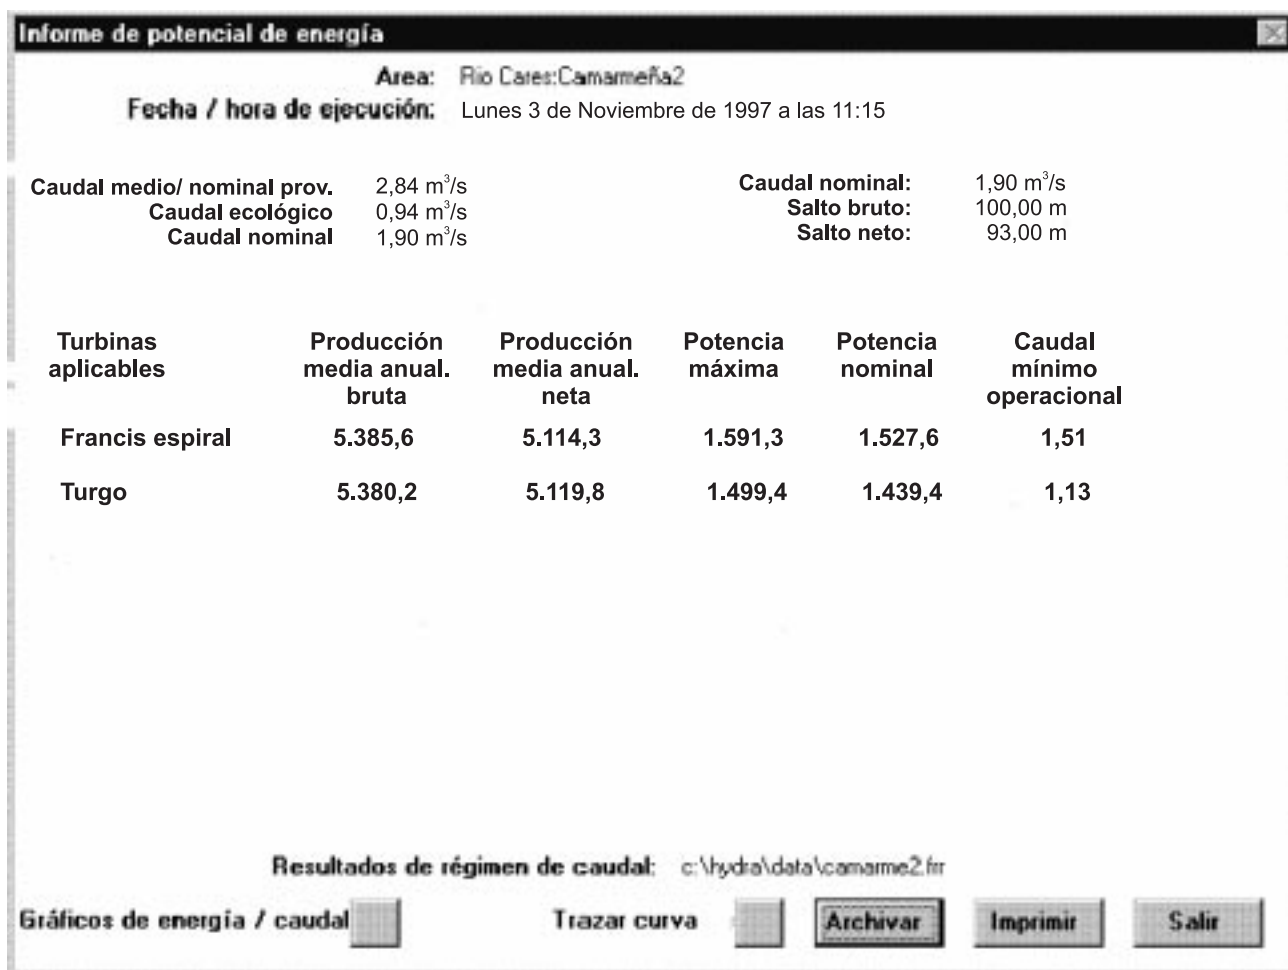 Informe de potencial de energía
Area: Rio Cares:Camarmeña2
Fecha / hora de ejecución: Lunes 3 de Noviembre de 1997 a las 11:15
Caudal medio/ nominal prov. 2,84 m³/s Caudal nominal: 1,90 m³/s
Caudal ecológico 0,94 m³/s Salto bruto: 100,00 m
Caudal nominal 1,90 m³/s Salto neto: 93,00 m
Turbinas Producción Producción Potencia Potencia Caudal
aplicables media anual. media anual. máxima nominal mínimo
bruta neta operacional
Francis espiral 5.385,6 5.114,3 1.591,3 1.527,6 1,51
Turgo 5.380,2 5.119,8 1.499,4 1.439,4 1,13
Resultados de régimen de caudal: c:\hydra\data\camarme2.frr
Gráficos de energía / caudal Trazar curva Archivar Imprimir Salir